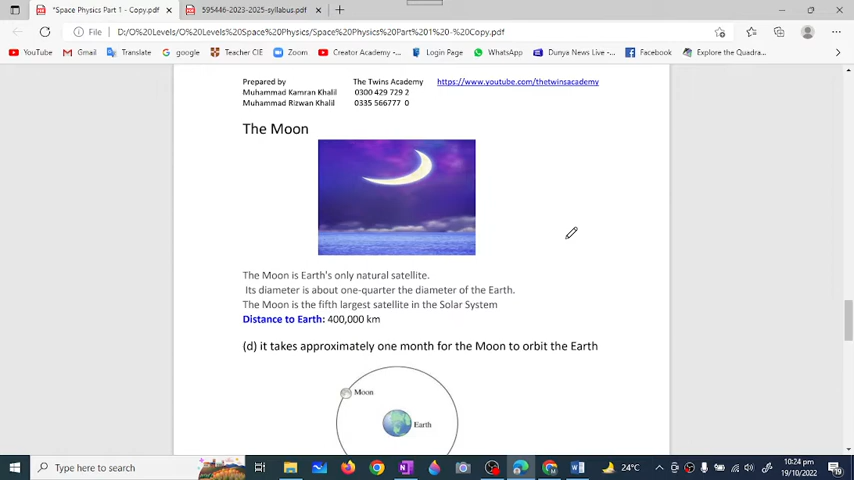 *Space Physics Part 1 - Copy.pdf
595446-2023-2025-syllabus.pdf
File
D:/O%20Levels/O%20Levels%20Space%20Physics/Space%20Physics%20Part%201%20-%20Copy.pdf
YouTube
Gmail
Translate
google
Teacher CIE
Zoom
Creator Academy -...
Login Page
WhatsApp
Dunya News Live -...
Facebook
Explore the Quadra...
Prepared by The Twins Academy https://www.youtube.com/thetwinsacademy
Muhammad Kamran Khalil 0300 429 729 2
Muhammad Rizwan Khalil 0335 566777 0
The Moon
The Moon is Earth's only natural satellite.
Its diameter is about one-quarter the diameter of the Earth.
The Moon is the fifth largest satellite in the Solar System
Distance to Earth: 400,000 km
(d) it takes approximately one month for the Moon to orbit the Earth
Moon
Earth
Type here to search
24°C
10:24 pm
19/10/2022